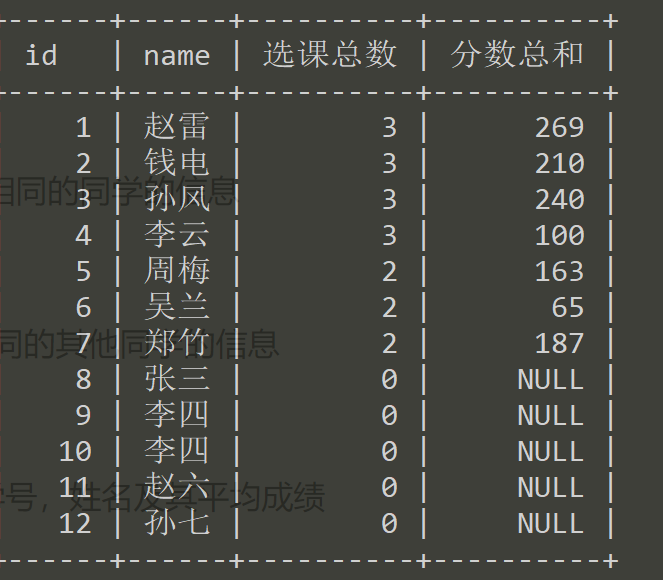 id | name | 选课总数 | 分数总和 |
1 | 赵雷 | 3 | 269 |
2 | 钱电 | 3 | 210 |
相同的同学的信息
3 | 孙风 | 3 | 240 |
4 | 李云 | 3 | 100 |
5 | 周梅 | 2 | 163 |
6 | 吴兰 | 2 | 65 |
7 | 郑竹 | 2 | 187 |
同的其他同学的信息
8 | 张三 | 0 | NULL |
9 | 李四 | 0 | NULL |
10 | 李四 | 0 | NULL |
11 | 赵六 | 0 | NULL |
学号，姓名及其平均成绩
12 | 孙七 | 0 | NULL |